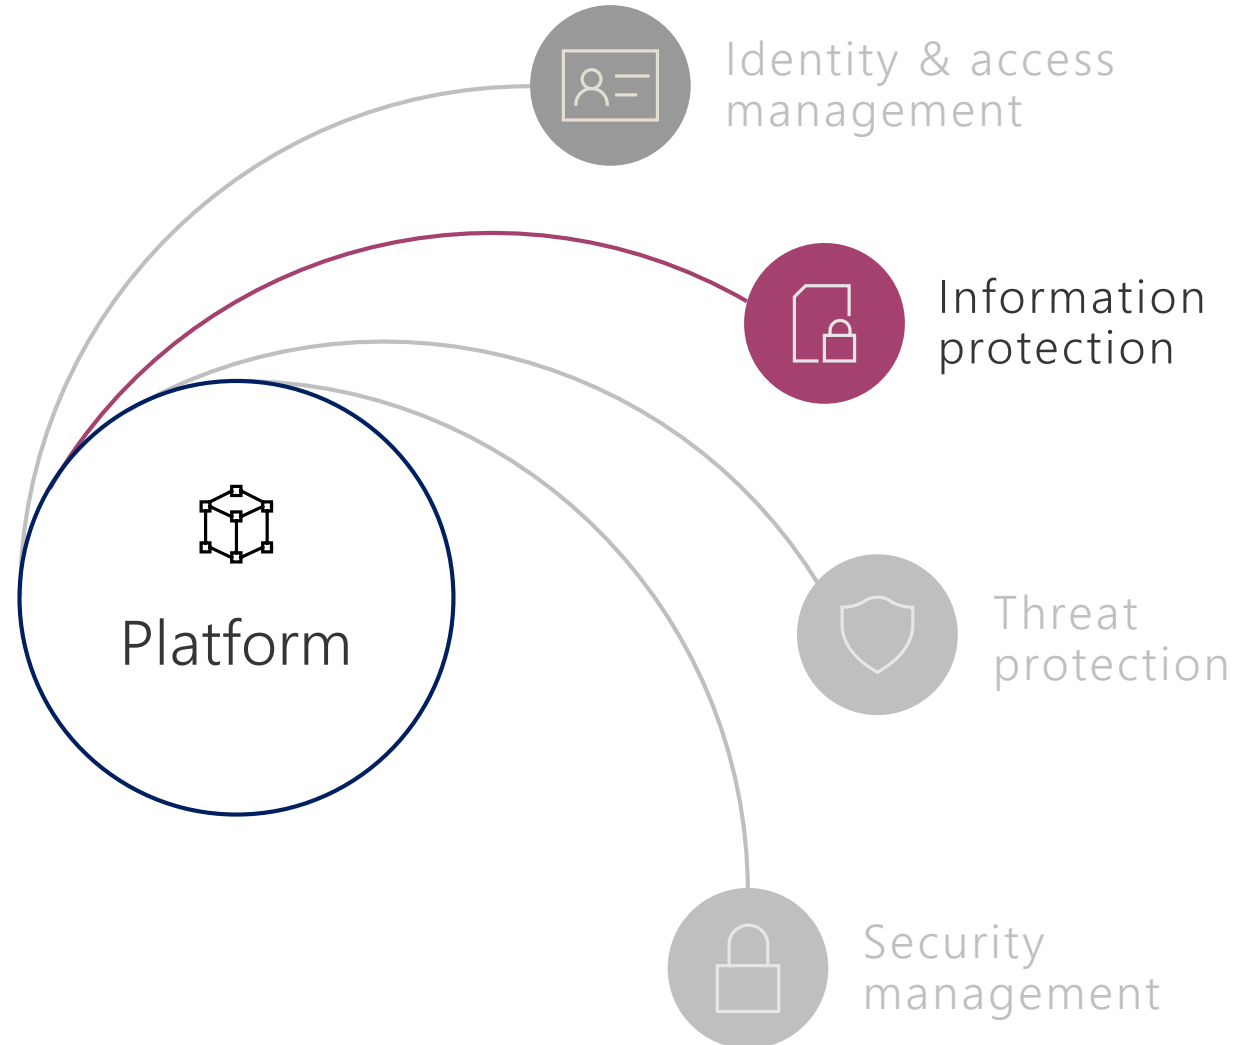 Identity & access
management
Information
protection
Platform
Threat
protection
Security
management